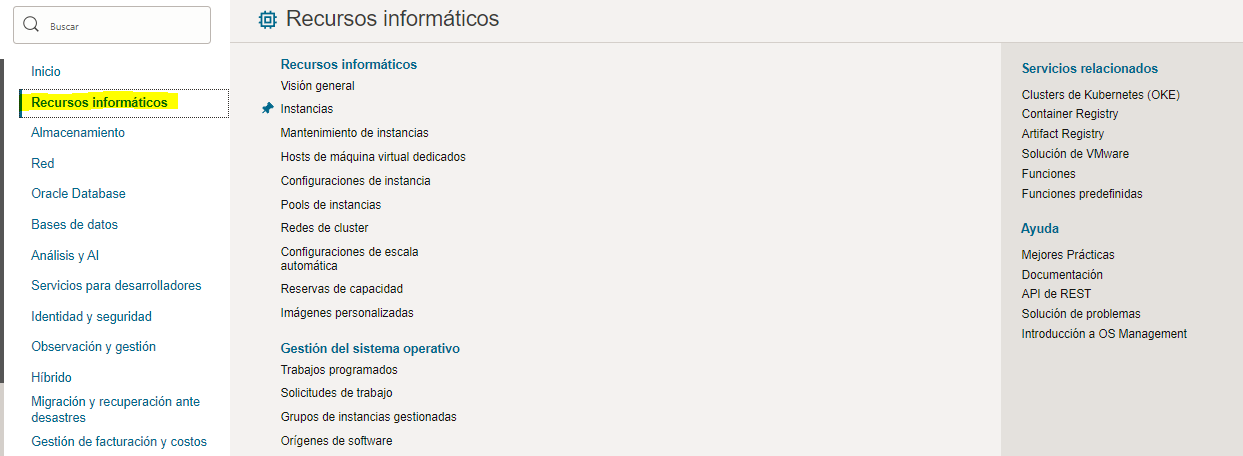 Buscar
Inicio
Recursos informáticos
Almacenamiento
Red
Oracle Database
Bases de datos
Análisis y AI
Servicios para desarrolladores
Identidad y seguridad
Observación y gestión
Híbrido
Migración y recuperación ante
desastres
Gestión de facturación y costos
Recursos informáticos
Recursos informáticos
Visión general
Instancias
Mantenimiento de instancias
Hosts de máquina virtual dedicados
Configuraciones de instancia
Pools de instancias
Redes de cluster
Configuraciones de escala
automática
Reservas de capacidad
Imágenes personalizadas
Gestión del sistema operativo
Trabajos programados
Solicitudes de trabajo
Grupos de instancias gestionadas
Orígenes de software
Servicios relacionados
Clusters de Kubernetes (OKE)
Container Registry
Artifact Registry
Solución de VMware
Funciones
Funciones predefinidas
Ayuda
Mejores Prácticas
Documentación
API de REST
Solución de problemas
Introducción a OS Management